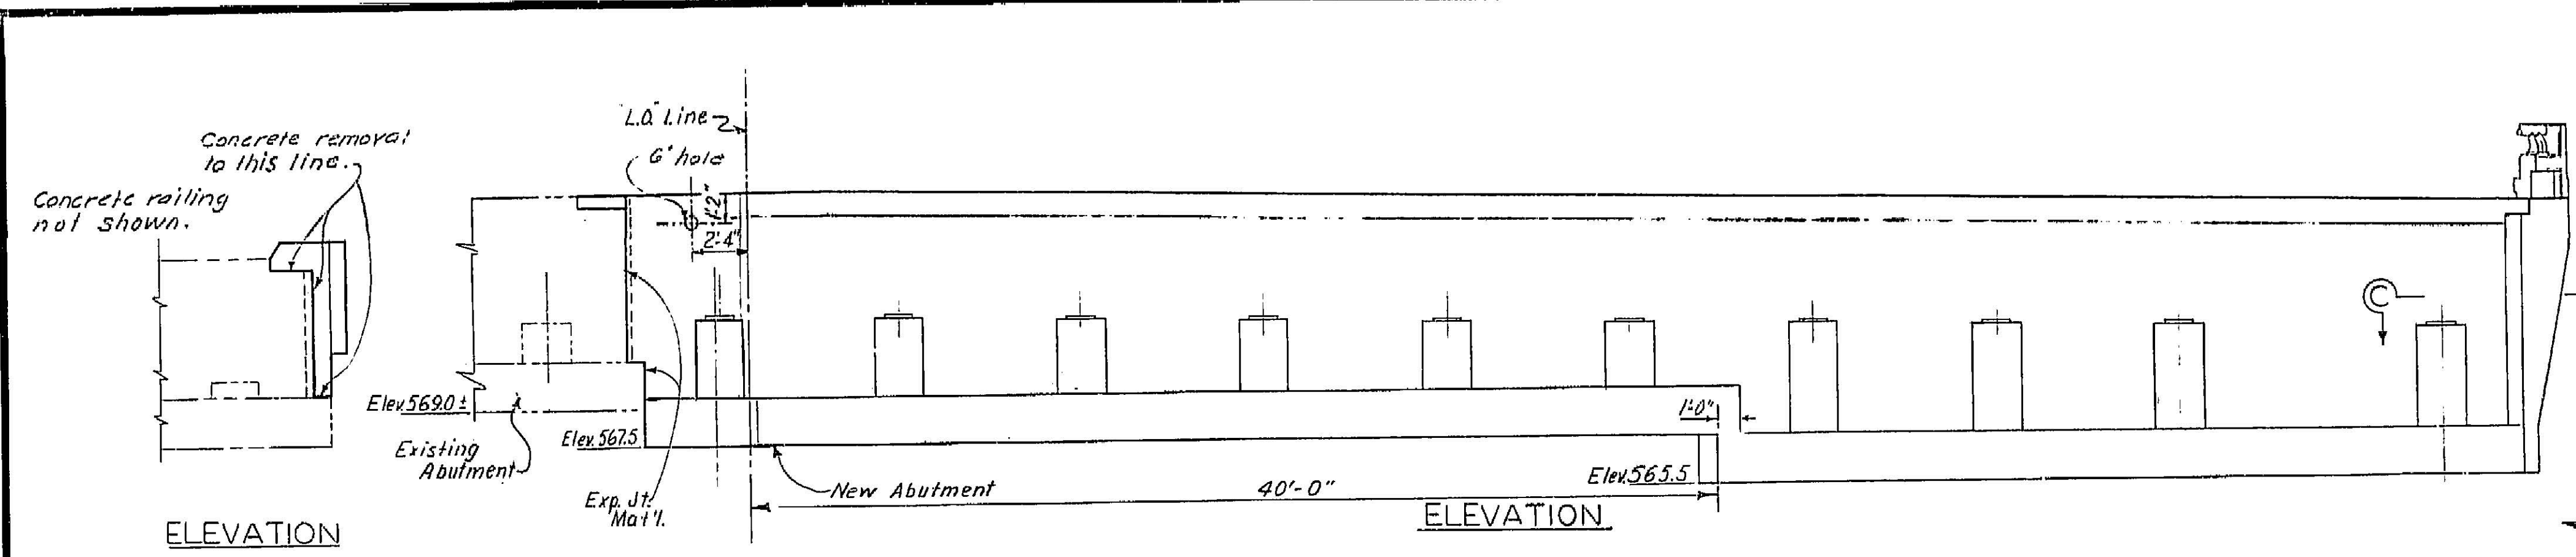 Concrete removal
to this line.
Concrete railing
not shown.
ELEVATION
"L.O." Line
6" hole
1'-2"
2'-4"
Elev. 569.0 ±
Existing
Abutment
Elev. 567.5
Exp. Jt.
Mat'l.
New Abutment
40'-0"
1'-0"
Elev. 565.5
C
ELEVATION